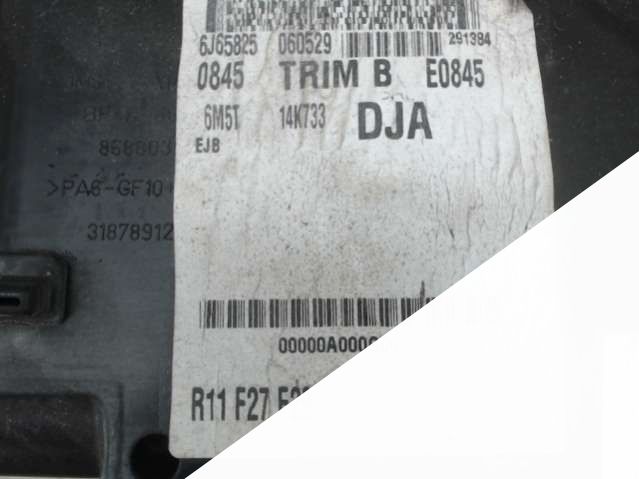 6J65825 060529 291384
0845 TRIM B E0845
6M5T 14K733 DJA
EJB
>PA6-GF10
31878912
00000A000
R11 F27